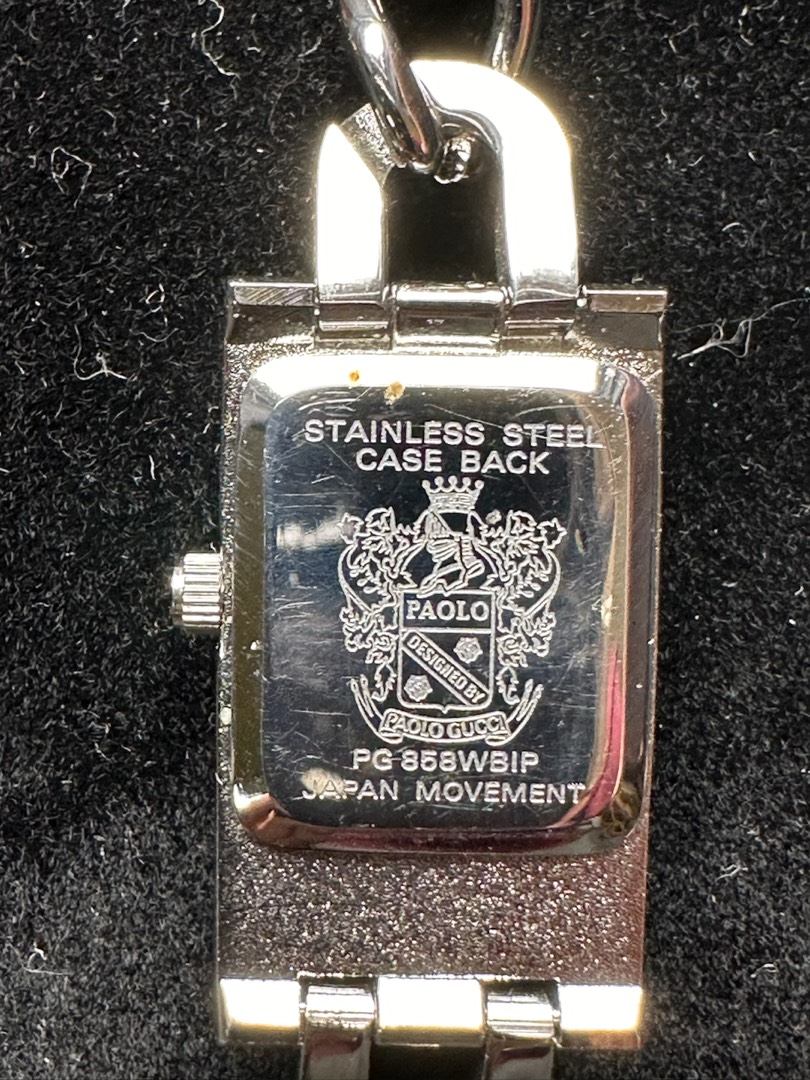 STAINLESS STEEL
CASE BACK
PAOLO
DESIGNED BY
PAOLO GUCCI
PG 858WBIP
JAPAN MOVEMENT